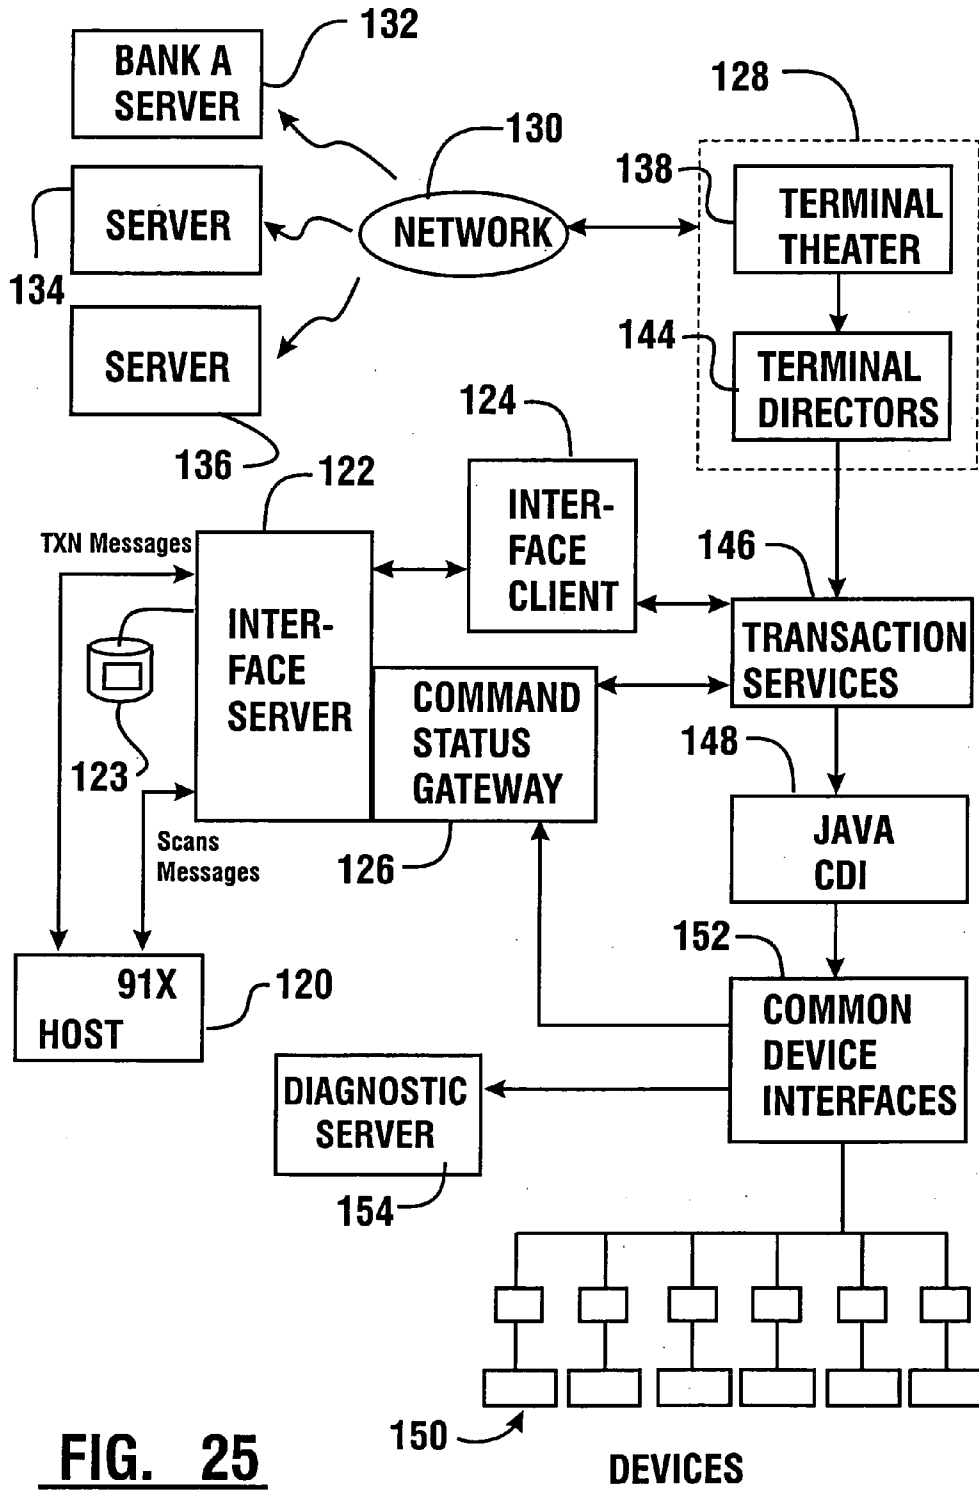 BANK A
SERVER
132
130
128
138
TERMINAL
THEATER
134
SERVER
NETWORK
144
TERMINAL
DIRECTORS
SERVER
136
122
124
INTER-
FACE
CLIENT
TXN Messages
146
TRANSACTION
SERVICES
INTER-
FACE
SERVER
COMMAND
STATUS
GATEWAY
123
148
JAVA
CDI
Scans
Messages
126
152
COMMON
DEVICE
INTERFACES
91X
HOST
120
DIAGNOSTIC
SERVER
154
150
DEVICES
FIG. 25